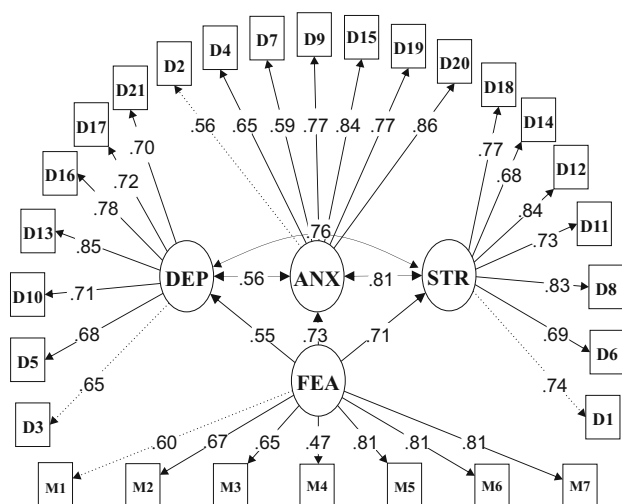 D9
D7
D15
D4
D19
D2
D20
D21
D18
D17
D14
D16
D12
D13
D11
D10
D8
D5
D6
D3
D1
.56
.65
.59
.77
.84
.77
.86
.77
.70
.68
.72
.84
.78
.73
.85
.71
.83
.68
.69
.65
.74
.76
DEP
.56
ANX
.81
STR
.55
.73
.71
FEA
.60
.67
.65
.47
.81
.81
.81
M1
M2
M3
M4
M5
M6
M7